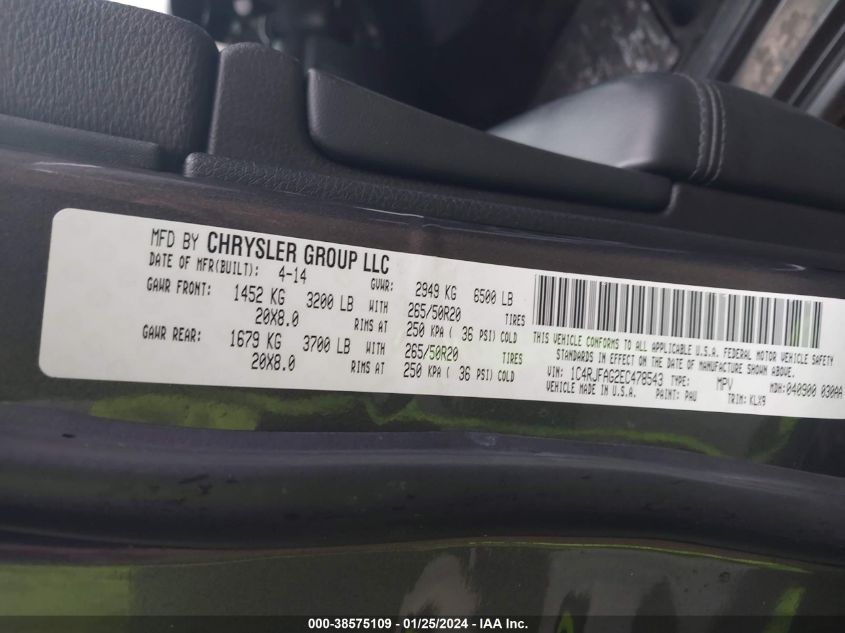 MFD BY CHRYSLER GROUP LLC
DATE OF MFR(BUILT): 4-14 GVWR: 2949 KG 6500 LB
GAWR FRONT: 1452 KG 3200 LB WITH 265/50R20 TIRES
20X8.0 RIMS AT 250 KPA ( 36 PSI) COLD
GAWR REAR: 1679 KG 3700 LB WITH 265/50R20 TIRES
20X8.0 RIMS AT 250 KPA ( 36 PSI) COLD
THIS VEHICLE CONFORMS TO ALL APPLICABLE U.S.A. FEDERAL MOTOR VEHICLE SAFETY
STANDARDS IN EFFECT ON THE DATE OF MANUFACTURE SHOWN ABOVE.
VIN: 1C4RJFAG2EC478543 TYPE: MPV MDH: 040900 030AA
VEHICLE MADE IN U.S.A. PAINT: PAU TRIM: KLX9
000-38575109 - 01/25/2024 - IAA Inc.